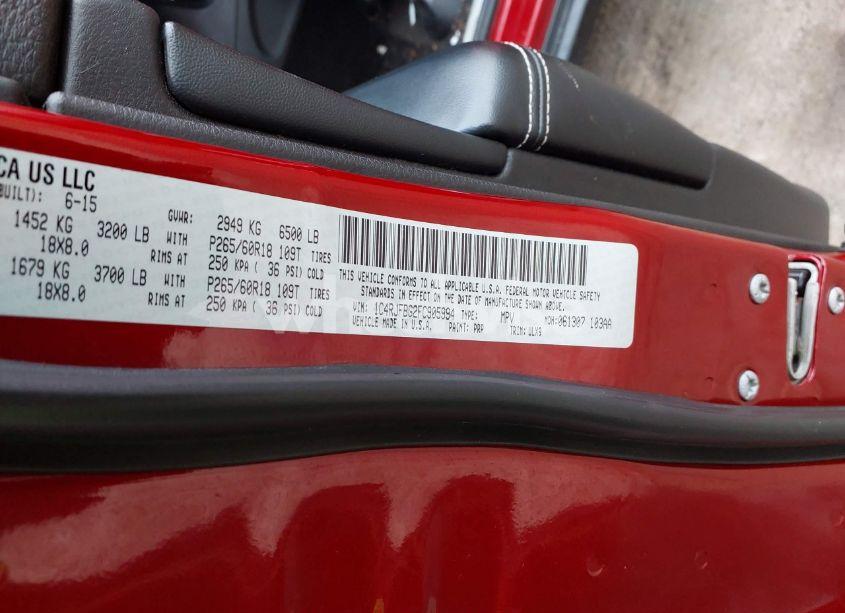 CA US LLC
BUILT): 6-15 GVWR: 2949 KG 6500 LB
1452 KG 3200 LB WITH P265/60R18 109T TIRES
18X8.0 RIMS AT 250 KPA ( 36 PSI) COLD
1679 KG 3700 LB WITH P265/60R18 109T TIRES
18X8.0 RIMS AT 250 KPA ( 36 PSI) COLD
THIS VEHICLE CONFORMS TO ALL APPLICABLE U.S.A. FEDERAL MOTOR VEHICLE SAFETY
STANDARDS IN EFFECT ON THE DATE OF MANUFACTURE SHOWN ABOVE.
VIN: 1C4RJFBG2FC905994 TYPE: MPV MDH:061307 103AA
VEHICLE MADE IN U.S.A. PAINT: PRP TRIM: